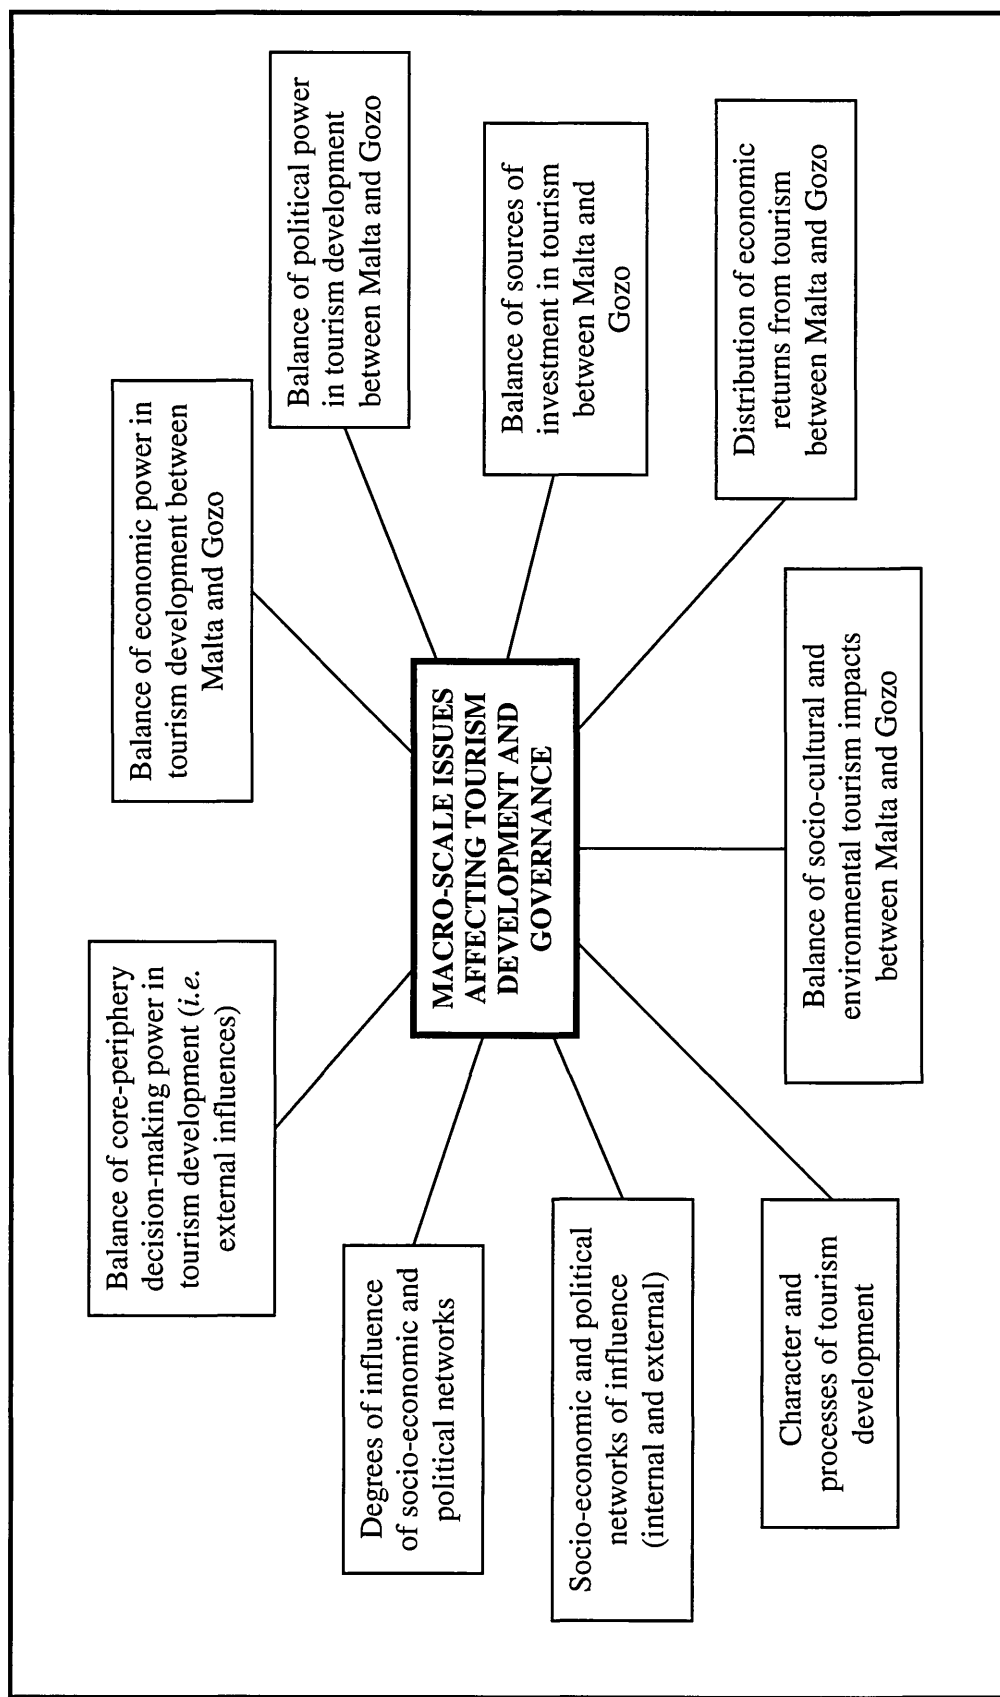 Balance of core-periphery
decision-making power in
tourism development (i.e.
external influences)
Balance of economic power in
tourism development between
Malta and Gozo
Balance of political power
in tourism development
between Malta and Gozo
Degrees of influence
of socio-economic and
political networks
MACRO-SCALE ISSUES
AFFECTING TOURISM
DEVELOPMENT AND
GOVERNANCE
Balance of sources of
investment in tourism
between Malta and
Gozo
Socio-economic and political
networks of influence
(internal and external)
Distribution of economic
returns from tourism
between Malta and Gozo
Character and
processes of tourism
development
Balance of socio-cultural and
environmental tourism impacts
between Malta and Gozo